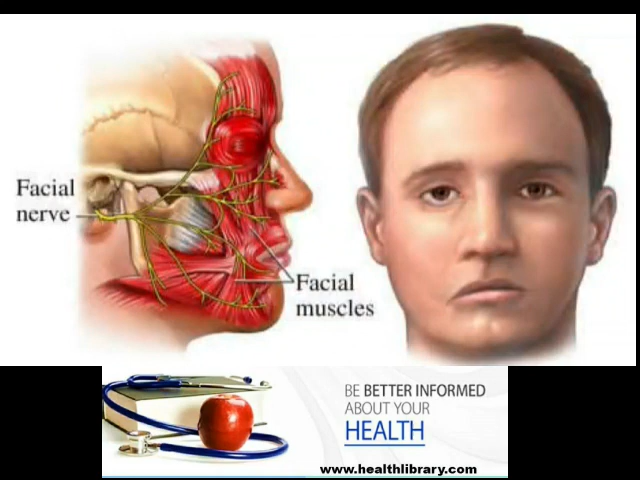 Facial
nerve
Facial
muscles
BE BETTER INFORMED
ABOUT YOUR
HEALTH
www.healthlibrary.com